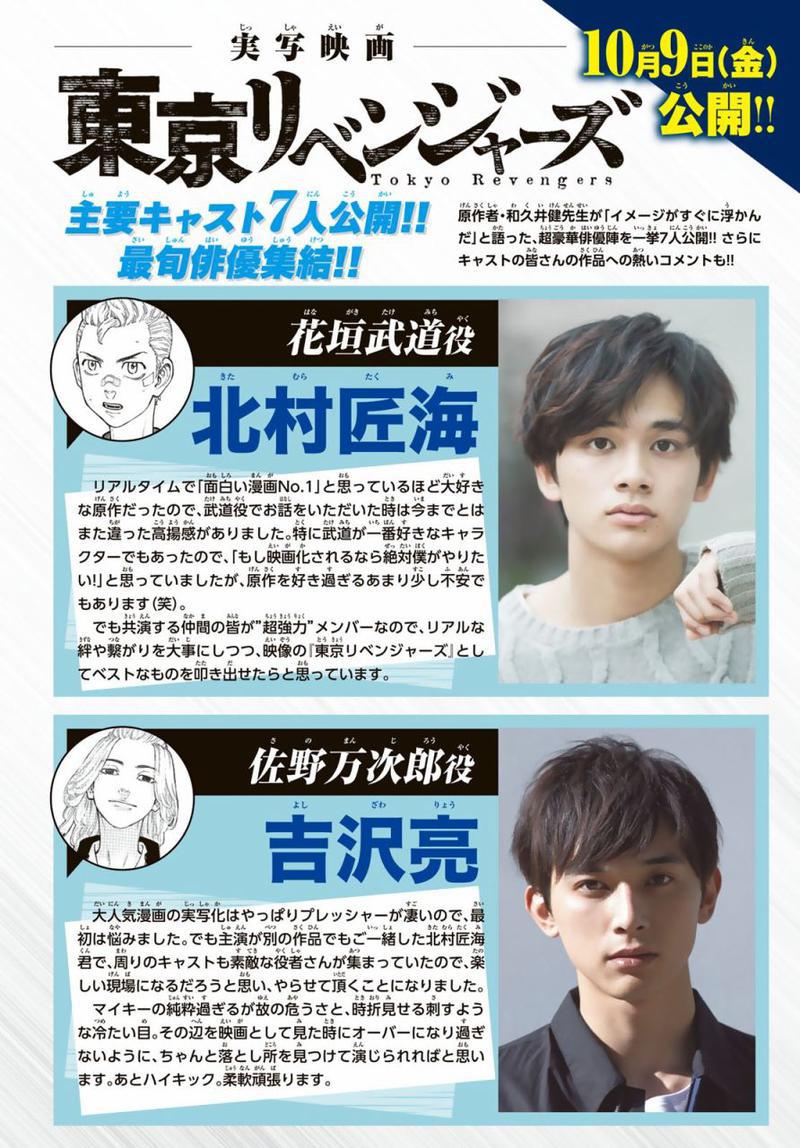 実写映画
東京リベンジャーズ
Tokyo Revengers
10月9日(金)
公開!!
主要キャスト7人公開!!
最旬俳優集結!!
原作者・和久井健先生が「イメージがすぐに浮かん
だ」と語った、超豪華俳優陣を一挙7人公開!! さらに
キャストの皆さんの作品への熱いコメントも!!
花垣武道役
北村匠海
リアルタイムで「面白い漫画No.1」と思っているほど大好き
な原作だったので、武道役でお話をいただいた時は今までとは
また違った高揚感がありました。特に武道が一番好きなキャラ
クターでもあったので、「もし映画化されるなら絶対僕がやりた
い!」と思っていましたが、原作を好き過ぎるあまり少し不安で
もあります(笑)。
でも共演する仲間の皆が"超強力"メンバーなので、リアルな
絆や繋がりを大事にしつつ、映像の『東京リベンジャーズ』とし
てベストなものを叩き出せたらと思っています。
佐野万次郎役
吉沢亮
大人気漫画の実写化はやっぱりプレッシャーが凄いので、最
初は悩みました。でも主演が別の作品でもご一緒した北村匠海
君で、周りのキャストも素敵な役者さんが集まっていたので、楽
しい現場になるだろうと思い、やらせて頂くことになりました。
マイキーの純粋過ぎるが故の危うさと、時折見せる刺すよう
な冷たい目。その辺を映画として見た時にオーバーになり過ぎ
ないように、ちゃんと落とし所を見つけて演じられればと思い
ます。あとハイキック。柔軟頑張ります。